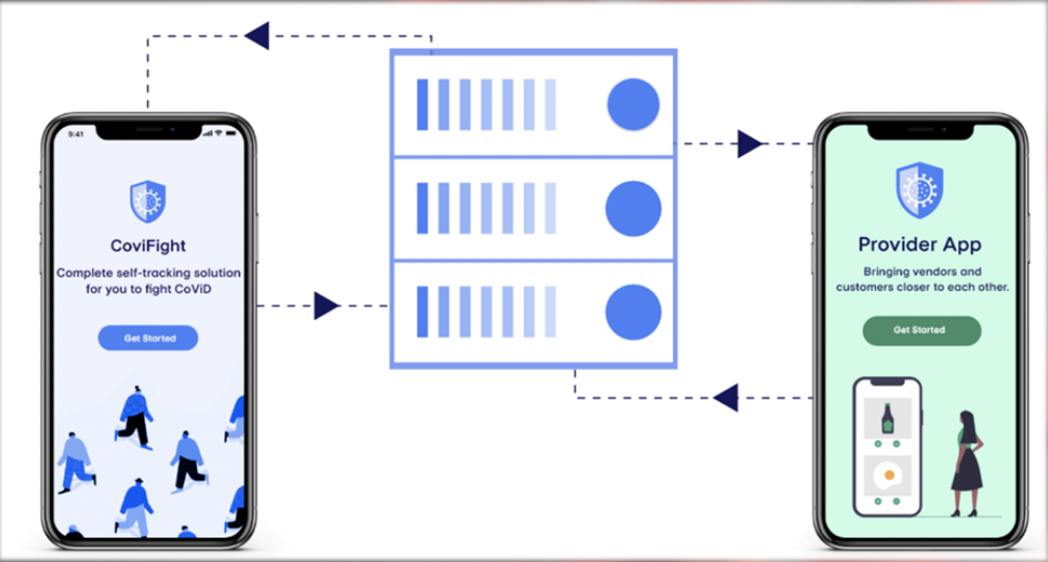 9:41
CoviFight
Complete self-tracking solution
for you to fight CoViD
Get Started
Provider App
Bringing vendors and
customers closer to each other.
Get Started